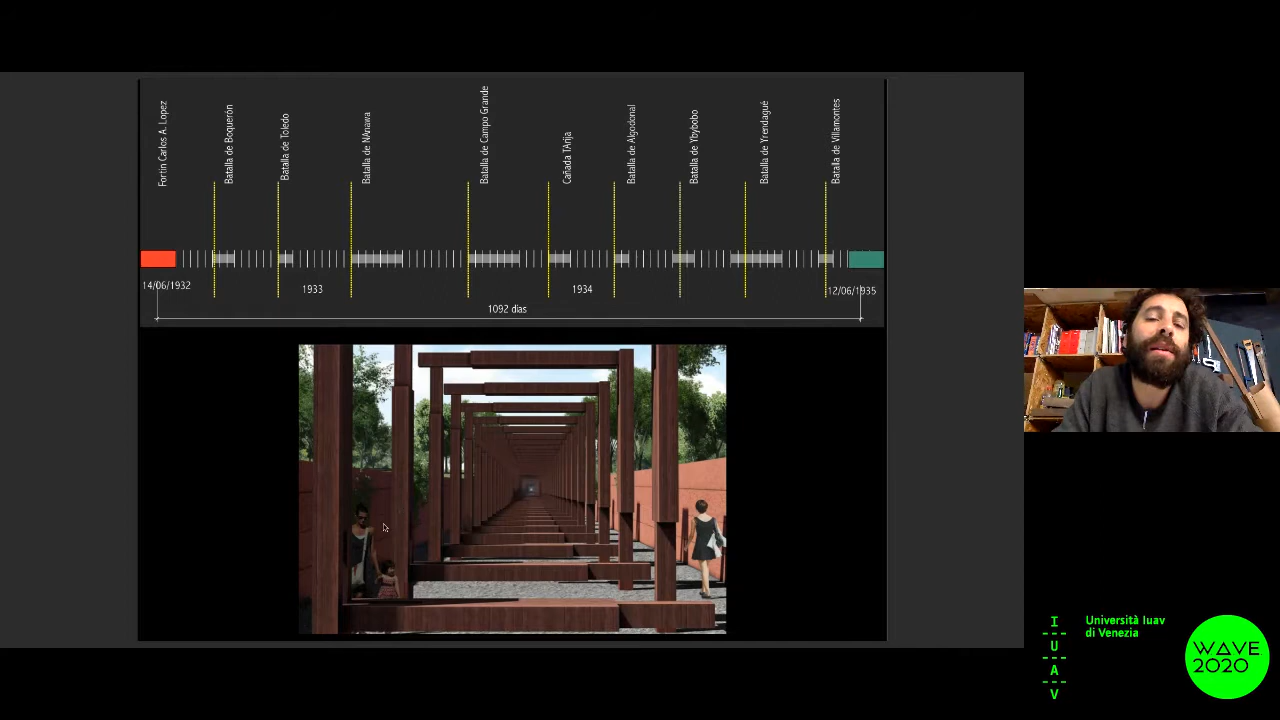 Fortín Carlos A. Lopez
Batalla de Boquerón
Batalla de Toledo
Batalla de NAnawa
Batalla de Campo Grande
Cañada TArija
Batalla de Algodonal
Batalla de Ybybobo
Batalla de Yrendagué
Batalla de Villamontes
14/06/1932
1933
1934
12/06/1935
1092 días
I
U
A
V
Università Iuav
di Venezia
WAVE
2020